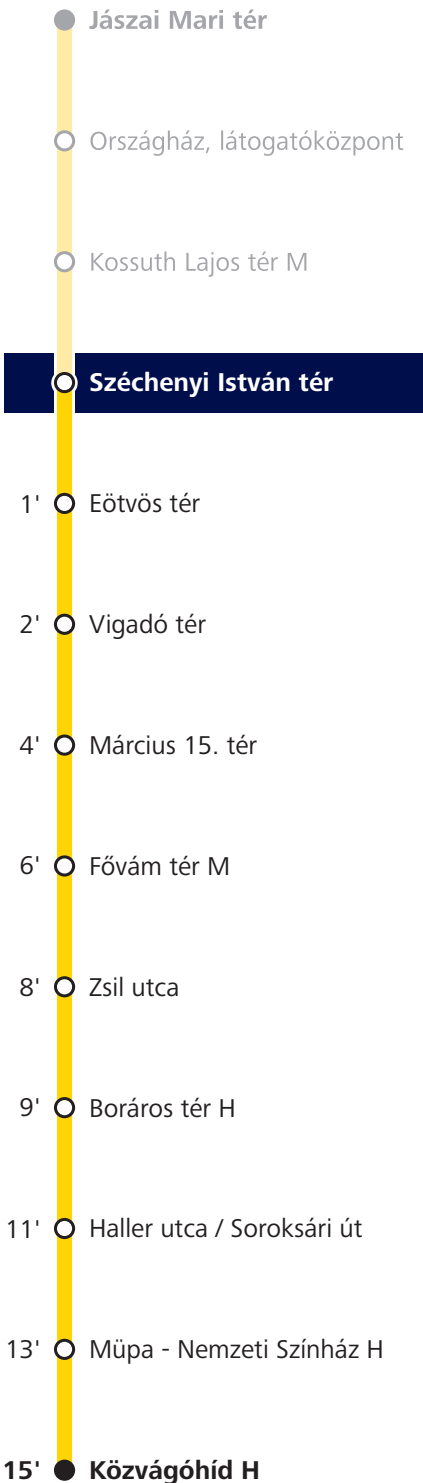 Jászai Mari tér
Országház, látogatóközpont
Kossuth Lajos tér M
Széchenyi István tér
1' Eötvös tér
2' Vigadó tér
4' Március 15. tér
6' Fővám tér M
8' Zsil utca
9' Boráros tér H
11' Haller utca / Soroksári út
13' Müpa - Nemzeti Színház H
15' Közvágóhíd H